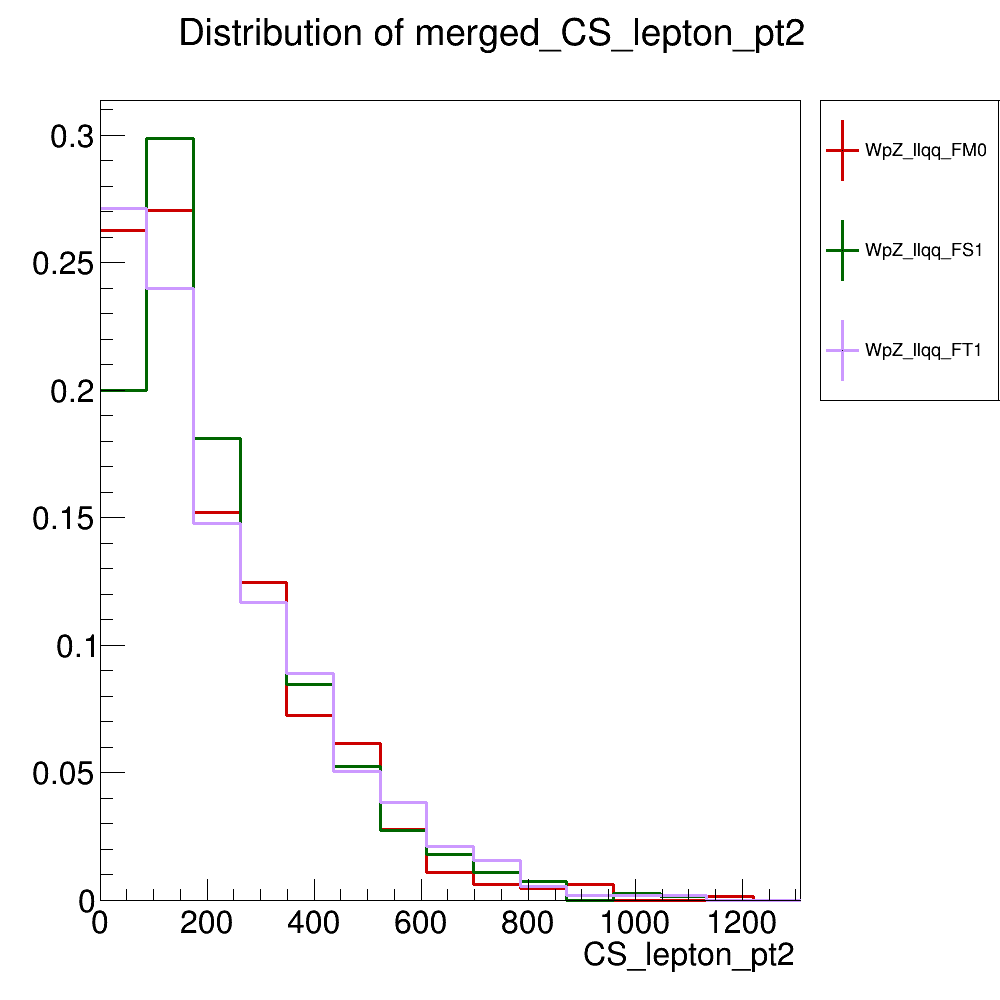 Distribution of merged_CS_lepton_pt2
WpZ_llqq_FM0
WpZ_llqq_FS1
WpZ_llqq_FT1
0.3
0.25
0.2
0.15
0.1
0.05
0
0 200 400 600 800 1000 1200
CS_lepton_pt2